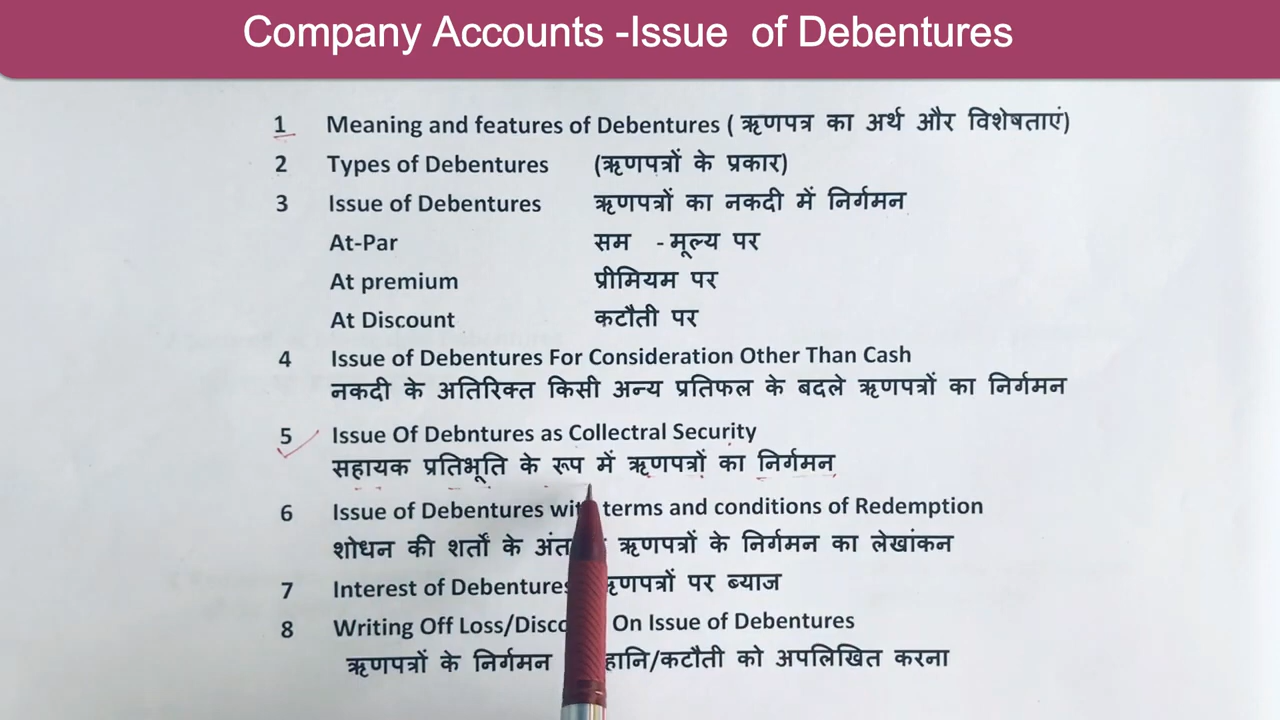 Company Accounts -Issue of Debentures
1 Meaning and features of Debentures ( ऋणपत्र का अर्थ और विशेषताएं)
2 Types of Debentures (ऋणपत्रों के प्रकार)
3 Issue of Debentures ऋणपत्रों का नकदी में निर्गमन
At-Par सम - मूल्य पर
At premium प्रीमियम पर
At Discount कटौती पर
4 Issue of Debentures For Consideration Other Than Cash
नकदी के अतिरिक्त किसी अन्य प्रतिफल के बदले ऋणपत्रों का निर्गमन
5 Issue Of Debntures as Collectral Security
सहायक प्रतिभूति के रूप में ऋणपत्रों का निर्गमन
6 Issue of Debentures terms and conditions of Redemption
शोधन की शर्तों के ऋणपत्रों के निर्गमन का लेखांकन
7 Interest of Debentures ऋणपत्रों पर ब्याज
8 Writing Off On Issue of Debentures
ऋणपत्रों के निर्गमन हानि/कटौती को अपलिखित करना